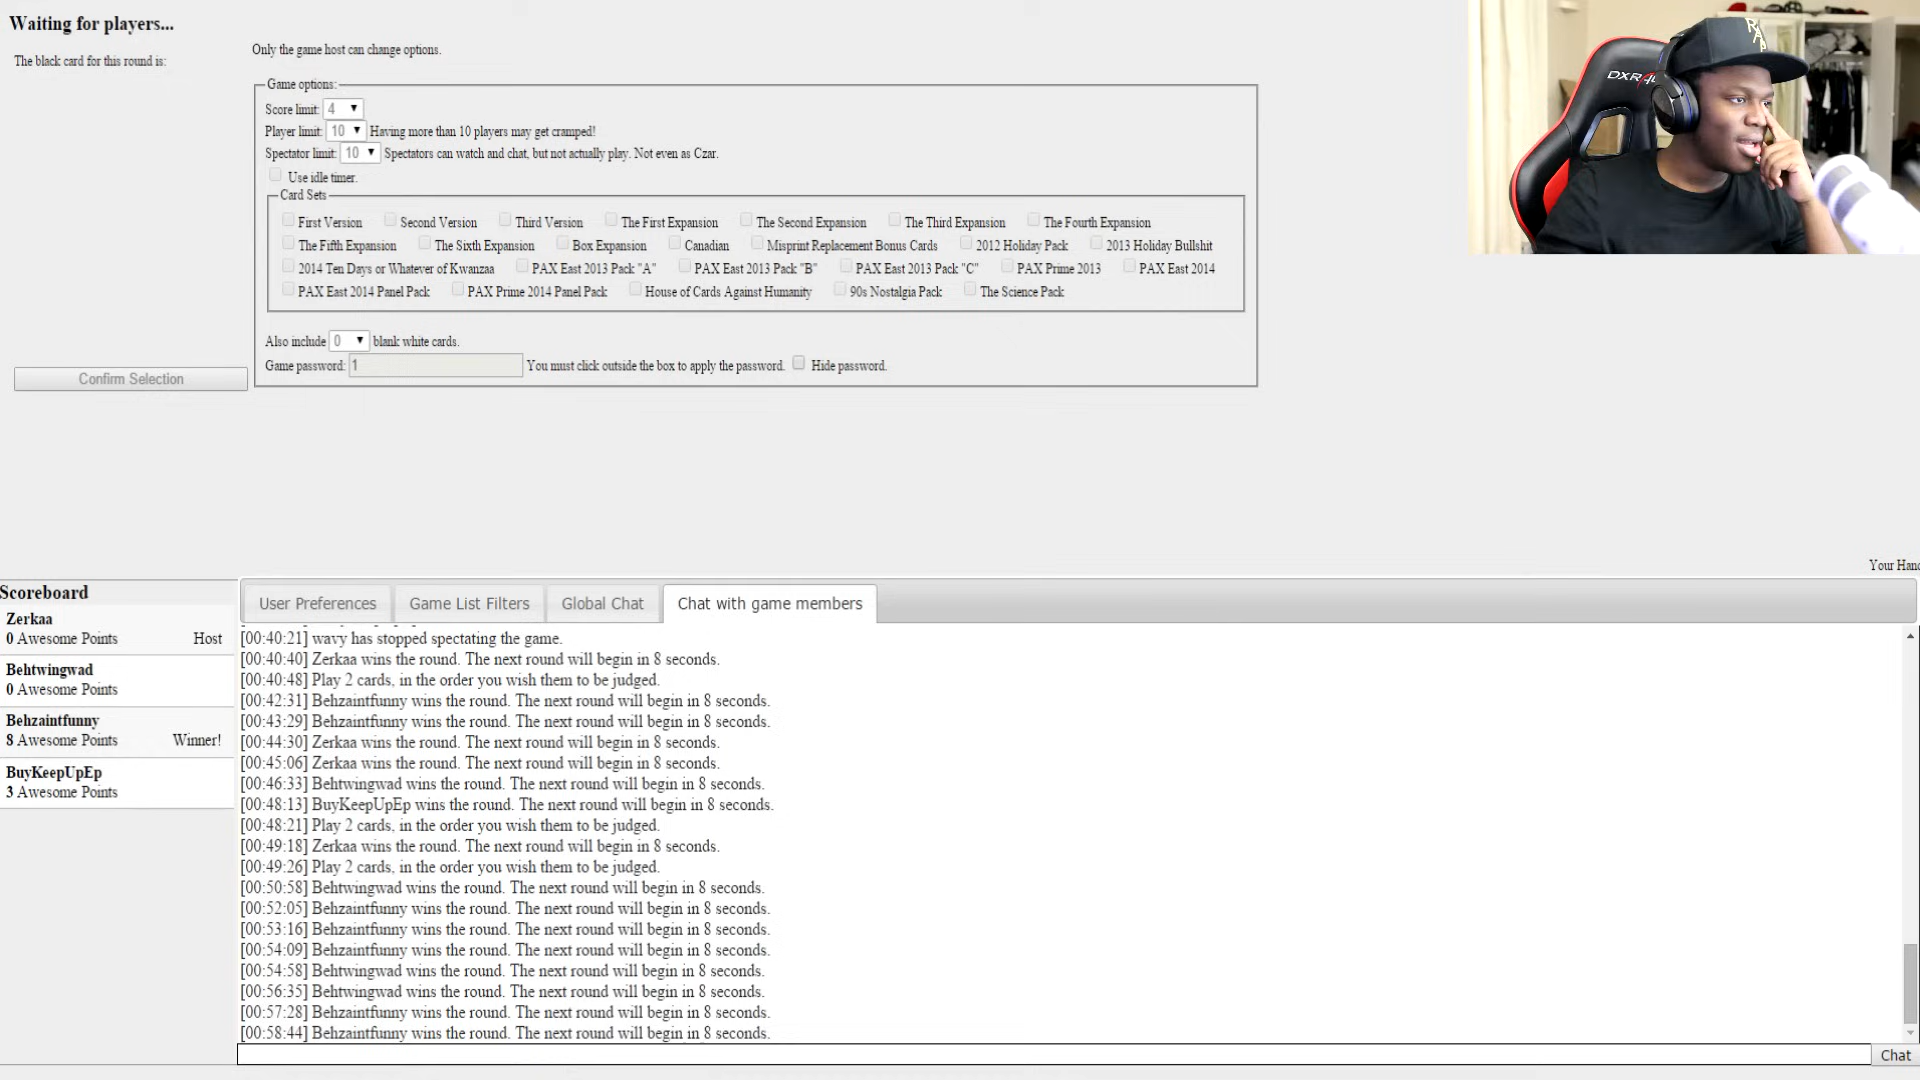 Waiting for players...
The black card for this round is:
Only the game host can change options.
Game options:
Score limit: 4
Player limit: 10 Having more than 10 players may get cramped!
Spectator limit: 10 Spectators can watch and chat, but not actually play. Not even as Czar.
Use idle timer.
Card Sets
First Version Second Version Third Version The First Expansion The Second Expansion The Third Expansion The Fourth Expansion
The Fifth Expansion The Sixth Expansion Box Expansion Canadian Misprint Replacement Bonus Cards 2012 Holiday Pack 2013 Holiday Bullshit
2014 Ten Days or Whatever of Kwanzaa PAX East 2013 Pack "A" PAX East 2013 Pack "B" PAX East 2013 Pack "C" PAX Prime 2013 PAX East 2014
PAX East 2014 Panel Pack PAX Prime 2014 Panel Pack House of Cards Against Humanity 90s Nostalgia Pack The Science Pack
Also include 0 blank white cards.
Game password: 1 You must click outside the box to apply the password. Hide password.
Confirm Selection
DXR
Your Hand
Scoreboard
Zerkaa
0 Awesome Points Host
Behtwingwad
0 Awesome Points
Behzaintfunny
8 Awesome Points Winner!
BuyKeepUpEp
3 Awesome Points
User Preferences Game List Filters Global Chat Chat with game members
[00:40:21] wavy has stopped spectating the game.
[00:40:40] Zerkaa wins the round. The next round will begin in 8 seconds.
[00:40:48] Play 2 cards, in the order you wish them to be judged.
[00:42:31] Behzaintfunny wins the round. The next round will begin in 8 seconds.
[00:43:29] Behzaintfunny wins the round. The next round will begin in 8 seconds.
[00:44:30] Zerkaa wins the round. The next round will begin in 8 seconds.
[00:45:06] Zerkaa wins the round. The next round will begin in 8 seconds.
[00:46:33] Behtwingwad wins the round. The next round will begin in 8 seconds.
[00:48:13] BuyKeepUpEp wins the round. The next round will begin in 8 seconds.
[00:48:21] Play 2 cards, in the order you wish them to be judged.
[00:49:18] Zerkaa wins the round. The next round will begin in 8 seconds.
[00:49:26] Play 2 cards, in the order you wish them to be judged.
[00:50:58] Behtwingwad wins the round. The next round will begin in 8 seconds.
[00:52:05] Behzaintfunny wins the round. The next round will begin in 8 seconds.
[00:53:16] Behzaintfunny wins the round. The next round will begin in 8 seconds.
[00:54:09] Behzaintfunny wins the round. The next round will begin in 8 seconds.
[00:54:58] Behtwingwad wins the round. The next round will begin in 8 seconds.
[00:56:35] Behtwingwad wins the round. The next round will begin in 8 seconds.
[00:57:28] Behzaintfunny wins the round. The next round will begin in 8 seconds.
[00:58:44] Behzaintfunny wins the round. The next round will begin in 8 seconds.
Chat